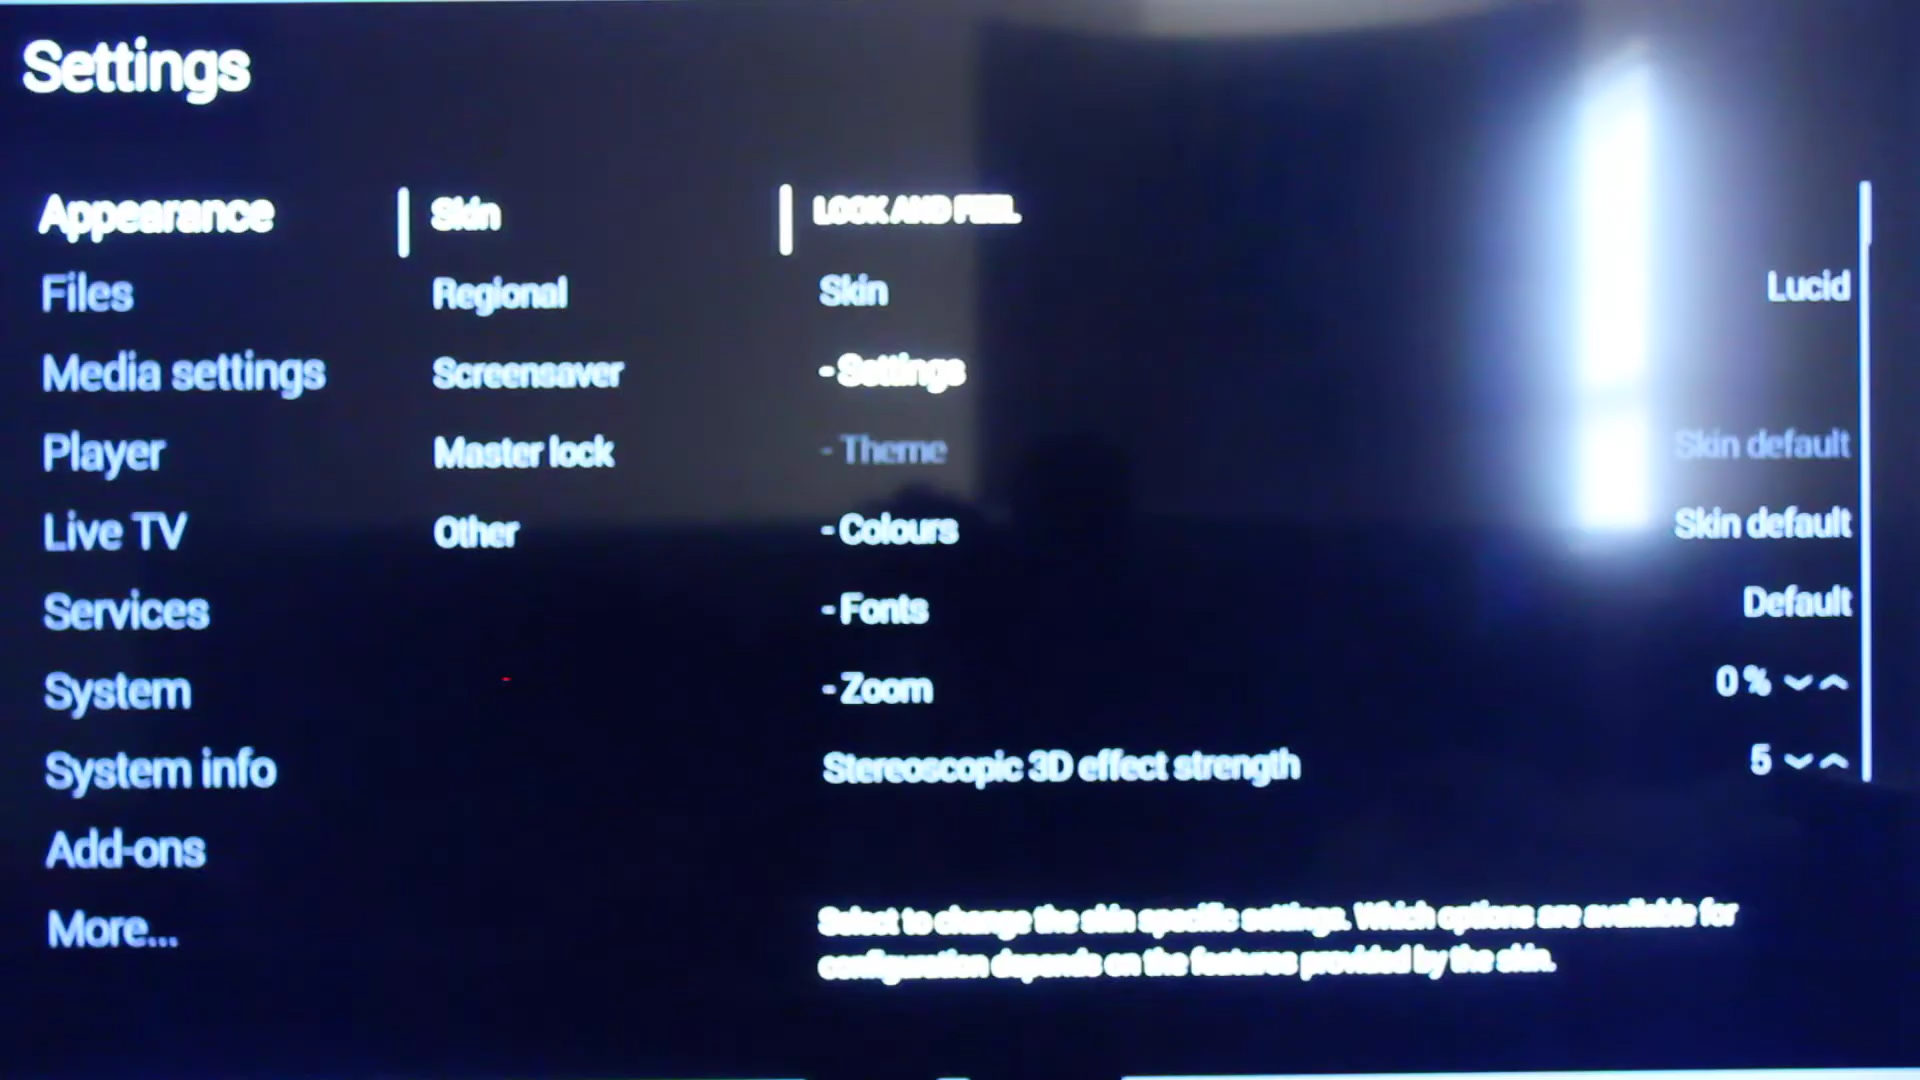 Settings
Appearance
Files
Media settings
Player
Live TV
Services
System
System info
Add-ons
More...
Skin
Regional
Screensaver
Master lock
Other
LOOK AND FEEL
Skin Lucid
- Settings
- Theme Skin default
- Colours Skin default
- Fonts Default
- Zoom 0 %
Stereoscopic 3D effect strength 5
Select to change the skin specific settings. Which options are available for
configuration depends on the features provided by the skin.